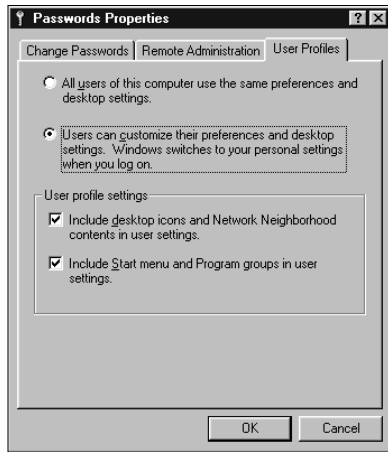 Passwords Properties
? X
Change Passwords Remote Administration User Profiles
All users of this computer use the same preferences and
desktop settings.
Users can customize their preferences and desktop
settings. Windows switches to your personal settings
when you log on.
User profile settings
Include desktop icons and Network Neighborhood
contents in user settings.
Include Start menu and Program groups in user
settings.
OK Cancel